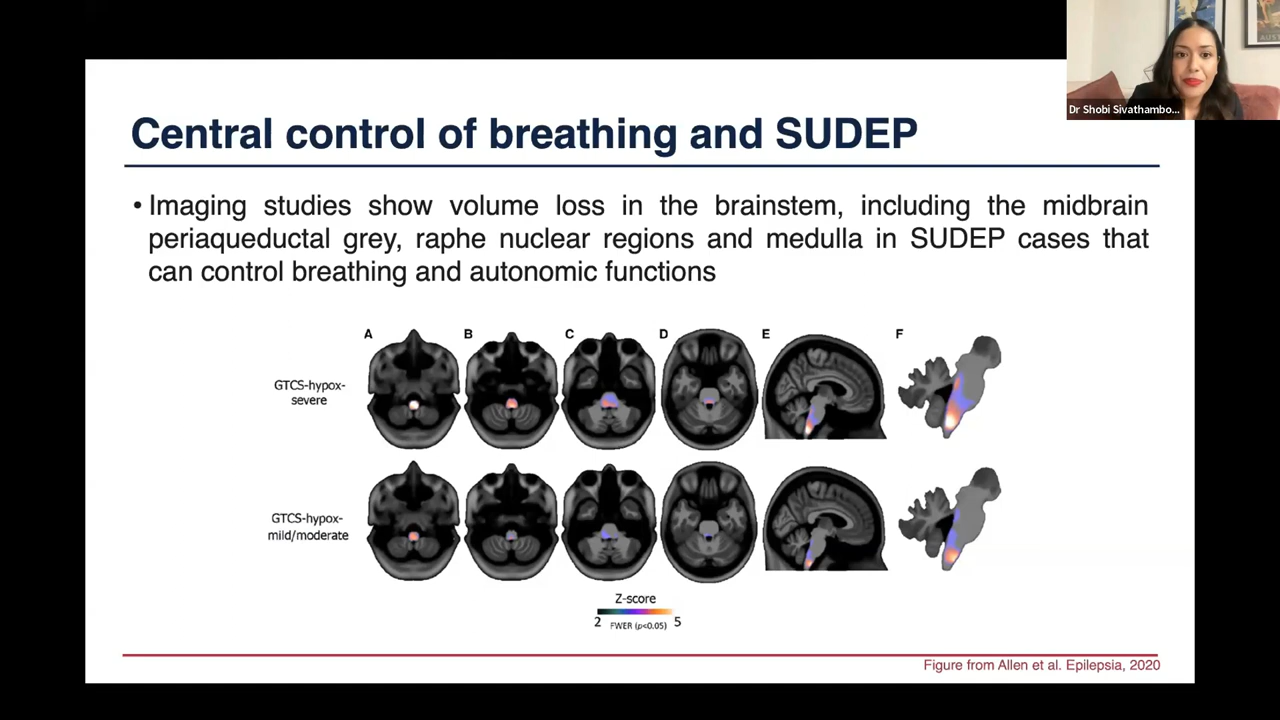 Dr Shobi Sivathambo...
Central control of breathing and SUDEP
• Imaging studies show volume loss in the brainstem, including the midbrain
periaqueductal grey, raphe nuclear regions and medulla in SUDEP cases that
can control breathing and autonomic functions
A B C D E F
GTCS-hypox-
severe
GTCS-hypox-
mild/moderate
Z-score
2 FWER (p<0.05) 5
Figure from Allen et al. Epilepsia, 2020